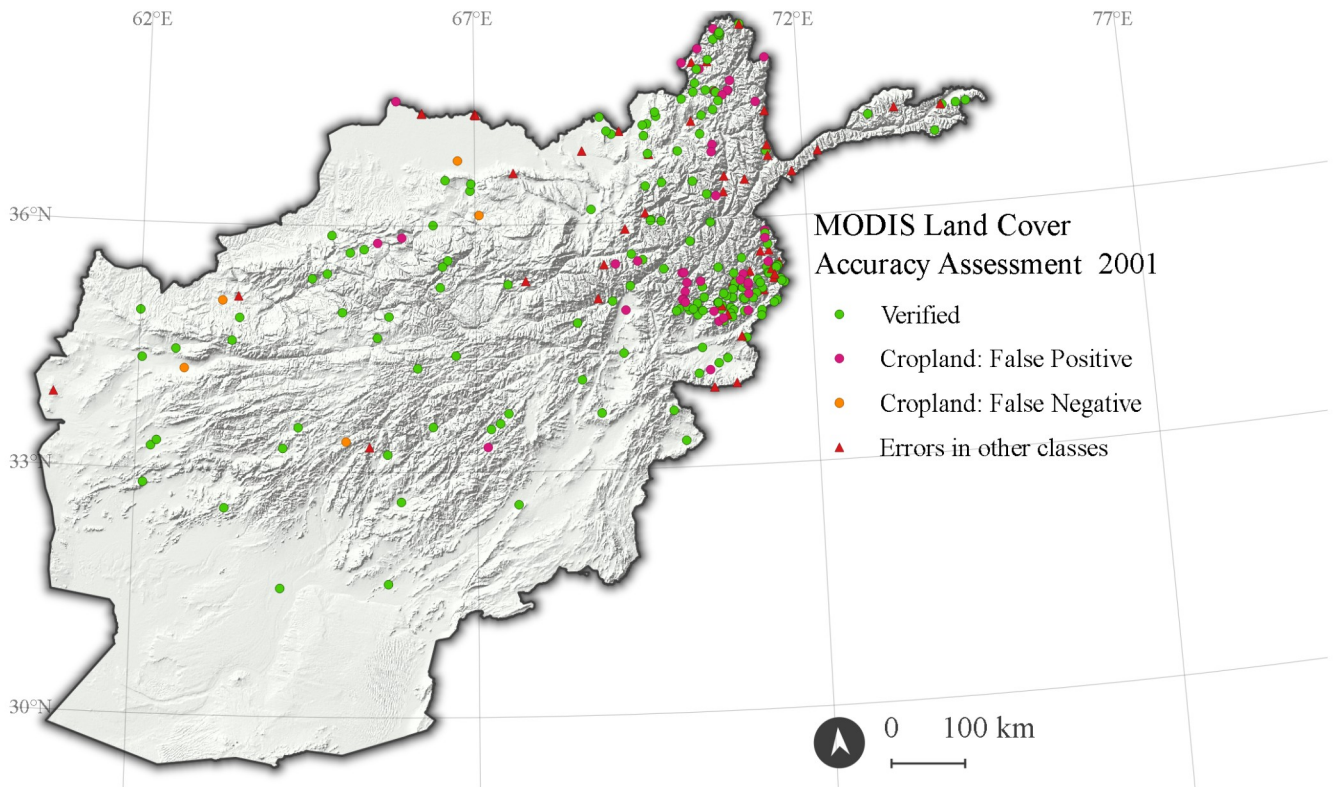 62°E 67°E 72°E 77°E
36°N
MODIS Land Cover
Accuracy Assessment 2001
Verified
Cropland: False Positive
Cropland: False Negative
Errors in other classes
33°N
30°N
0 100 km